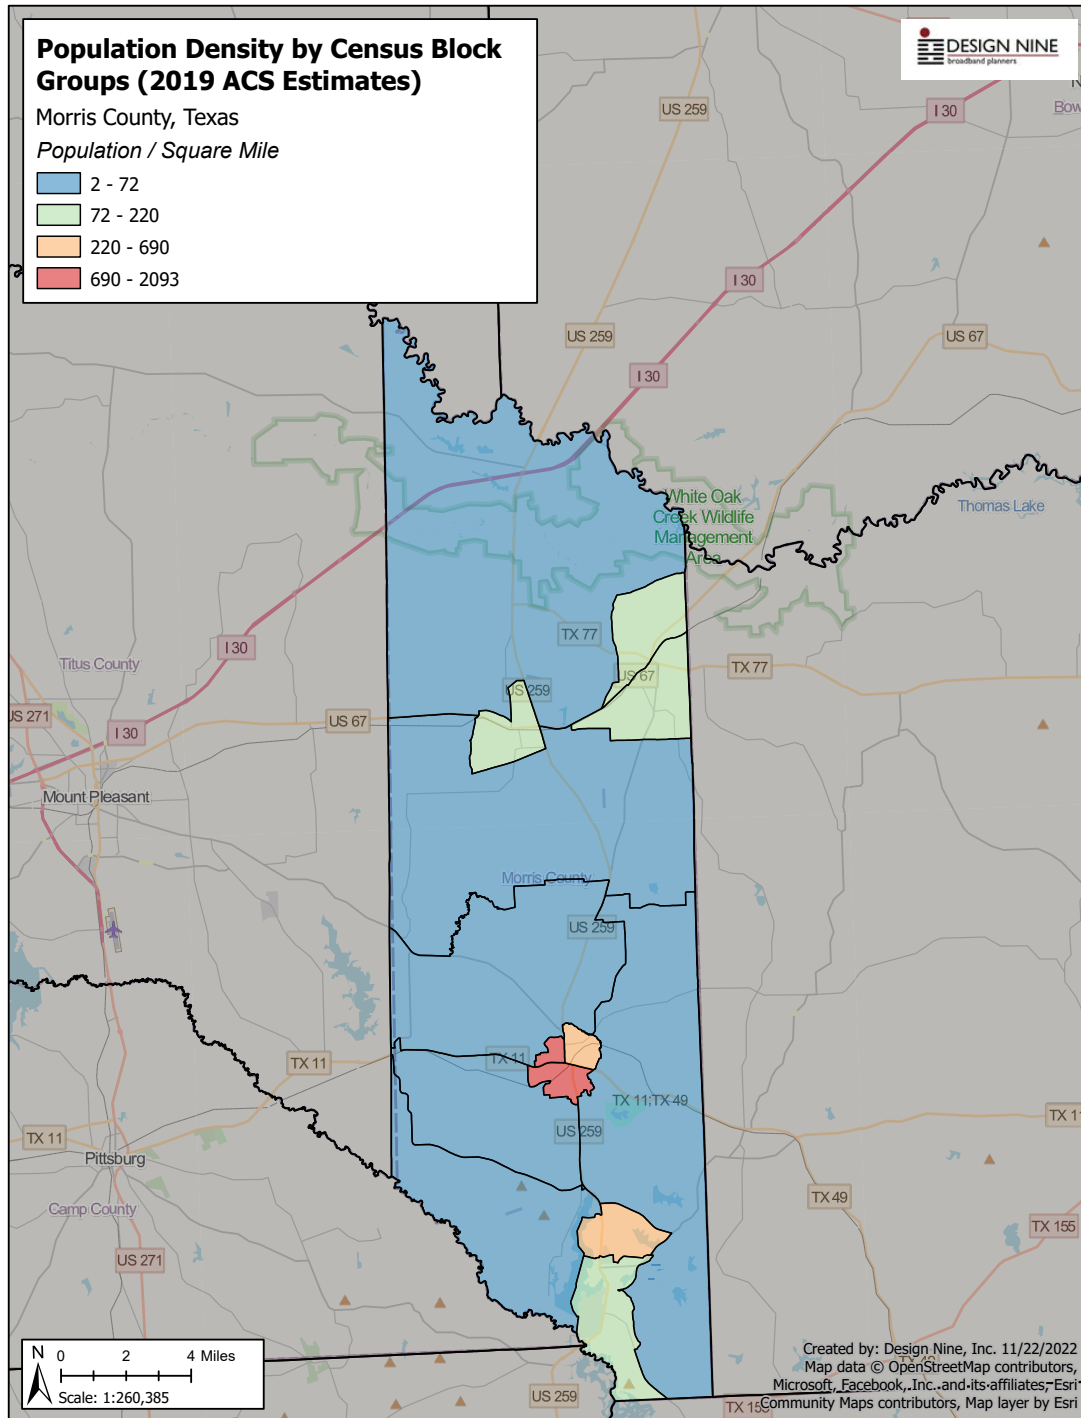 Population Density by Census Block
Groups (2019 ACS Estimates)
Morris County, Texas
Population / Square Mile
2 - 72
72 - 220
220 - 690
690 - 2093
DESIGN NINE
broadband planners
US 259
I 30
Bow
I 30
US 259
US 67
I 30
White Oak
Creek Wildlife
Management
Area
Thomas Lake
TX 77
I 30
Titus County
TX 77
US 67
US 259
US 271
US 67
I 30
Mount Pleasant
Morris County
US 259
TX 11
TX 11
TX 11;TX 49
TX 11
US 259
TX 11
Pittsburg
TX 49
Camp County
TX 155
US 271
N
0 2 4 Miles
Scale: 1:260,385
US 259
Created by: Design Nine, Inc. 11/22/2022
Map data © OpenStreetMap contributors,
Microsoft, Facebook, Inc. and its affiliates, Esri
Community Maps contributors, Map layer by Esri